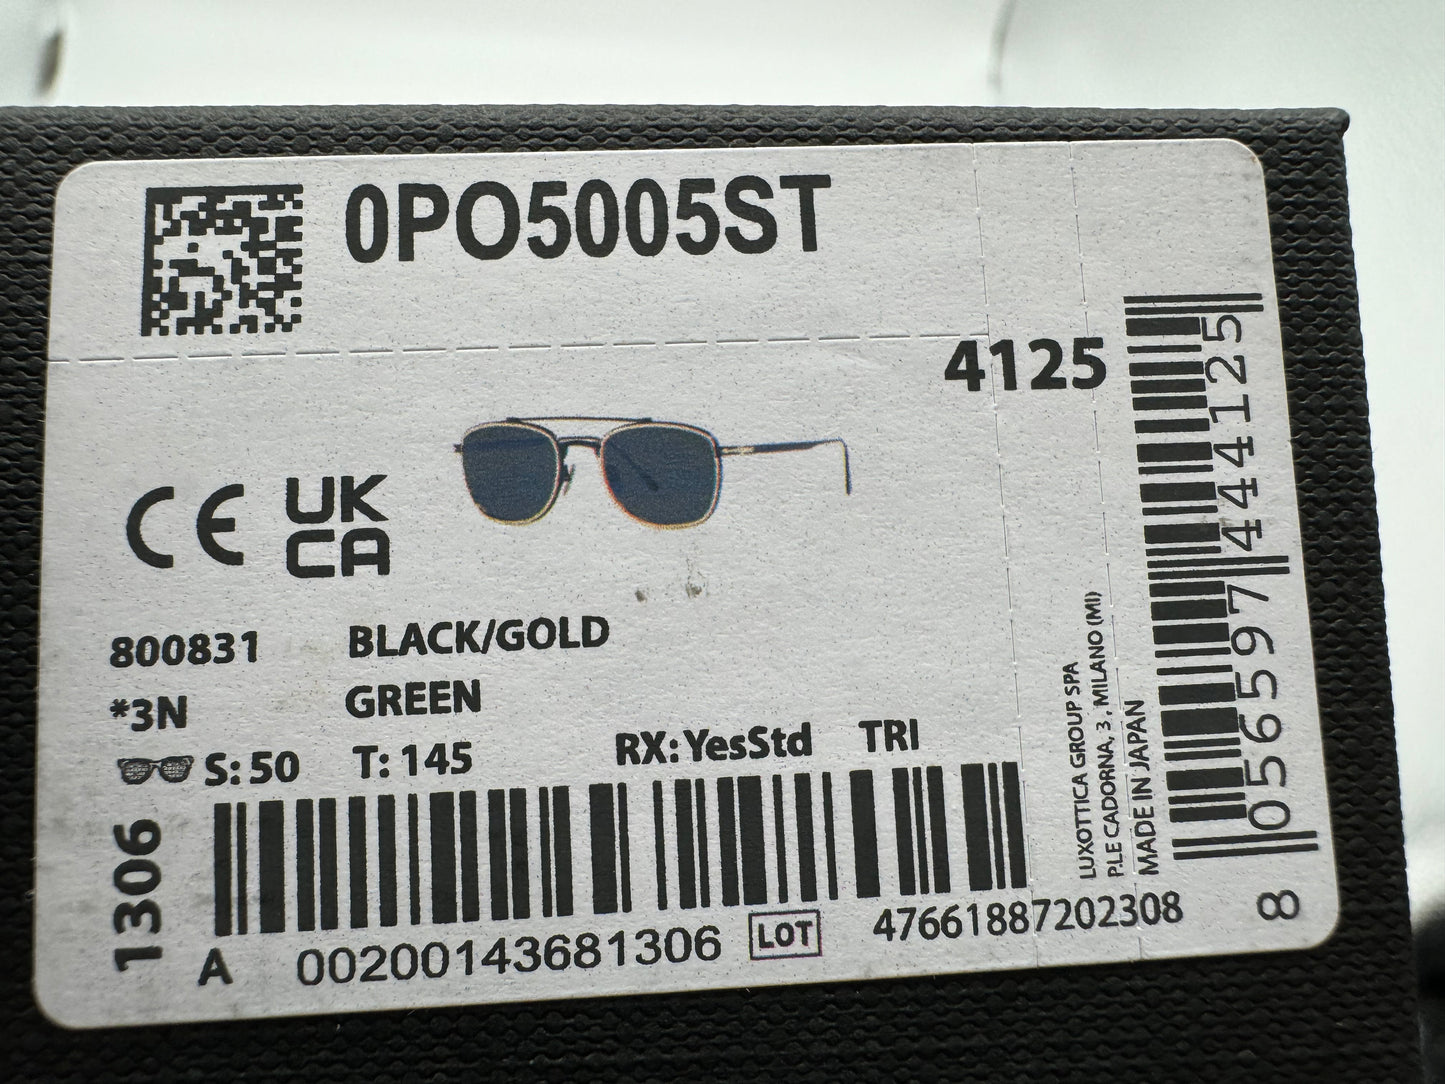 0PO5005ST
4125
CE
UK
CA
800831 BLACK/GOLD
*3N GREEN
S: 50 T: 145 RX: YesStd TRI
1306
A 00200143681306 LOT 47661887202308
LUXOTTICA GROUP SPA
P.LE CADORNA, 3 , MILANO (MI)
MADE IN JAPAN
8 056597 444125